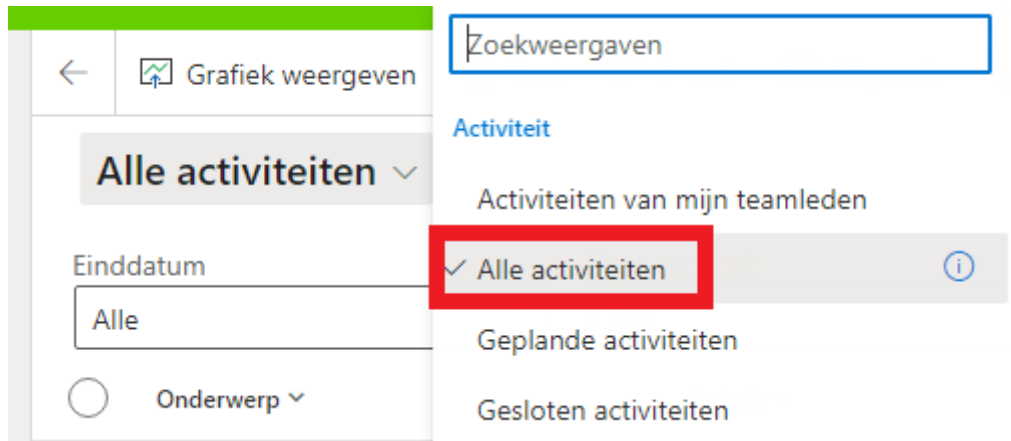 Grafiek weergeven
Alle activiteiten
Einddatum
Alle
Onderwerp
Zoekweergaven
Activiteit
Activiteiten van mijn teamleden
Alle activiteiten
Geplande activiteiten
Gesloten activiteiten